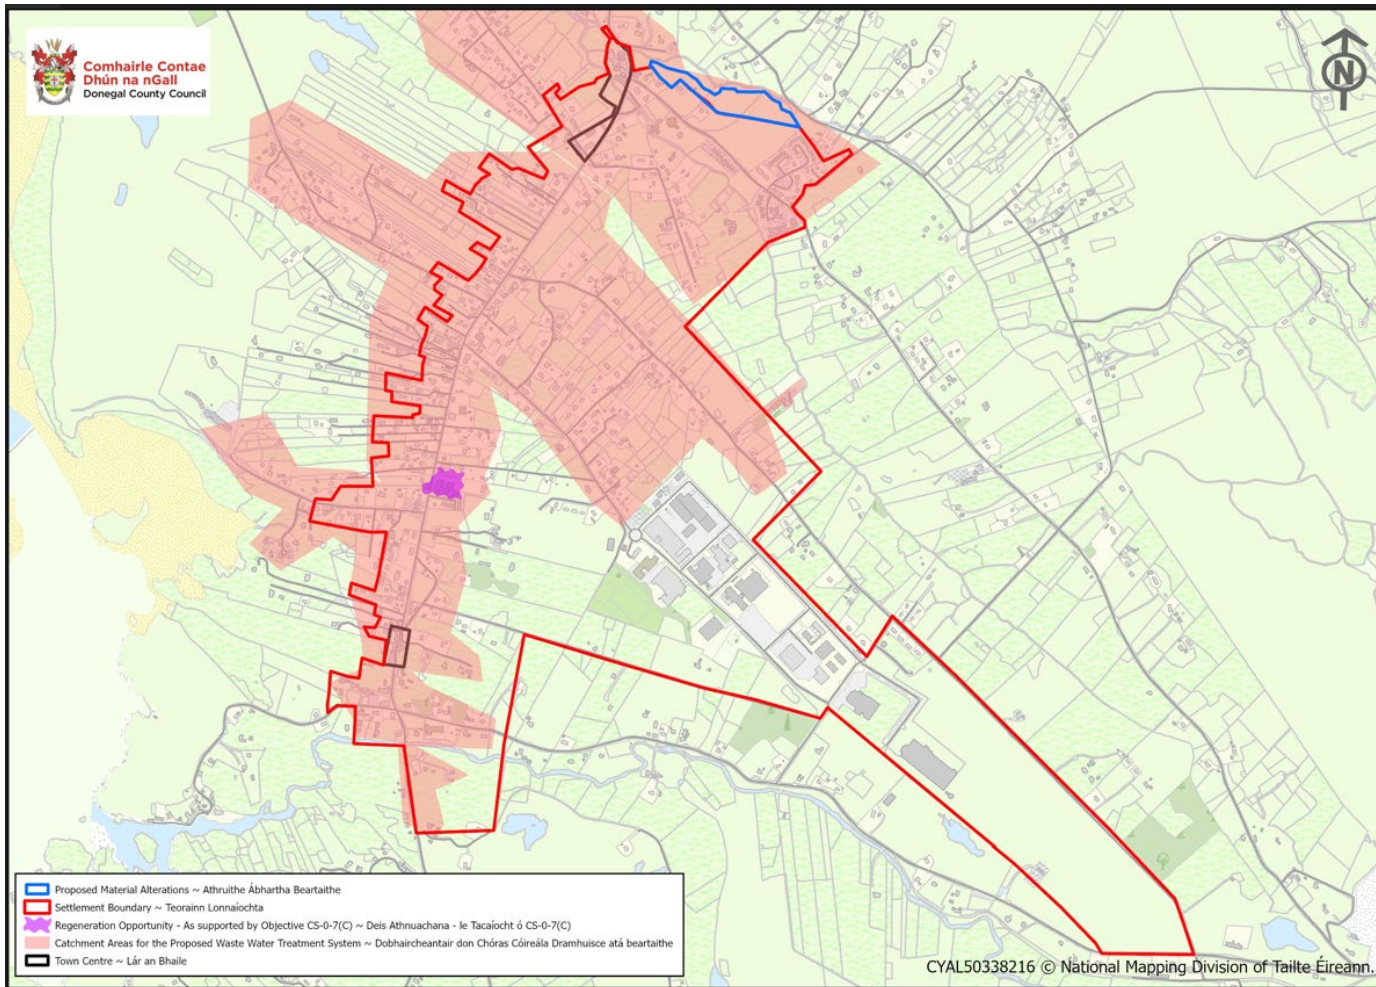 Comhairle Contae
Dhún na nGall
Donegal County Council
N
Proposed Material Alterations ~ Athruithe Ábhartha Beartaithe
Settlement Boundary ~ Teorainn Lonnaíochta
Regeneration Opportunity - As supported by Objective CS-0-7(C) ~ Deis Athnuachana - le Tacaíocht ó CS-0-7(C)
Catchment Areas for the Proposed Waste Water Treatment System ~ Dobhaircheantair don Chóras Cóireála Dramhuisce atá beartaithe
Town Centre ~ Lár an Bhaile
CYAL50338216 © National Mapping Division of Tailte Éireann.